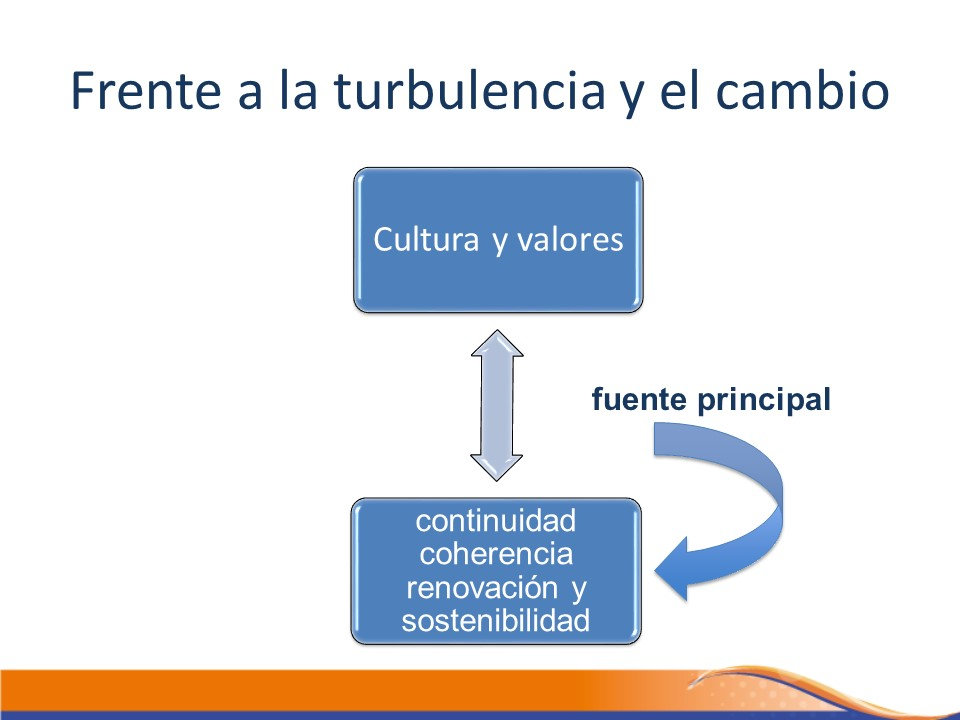 Frente a la turbulencia y el cambio
Cultura y valores
fuente principal
continuidad
coherencia
renovación y
sostenibilidad